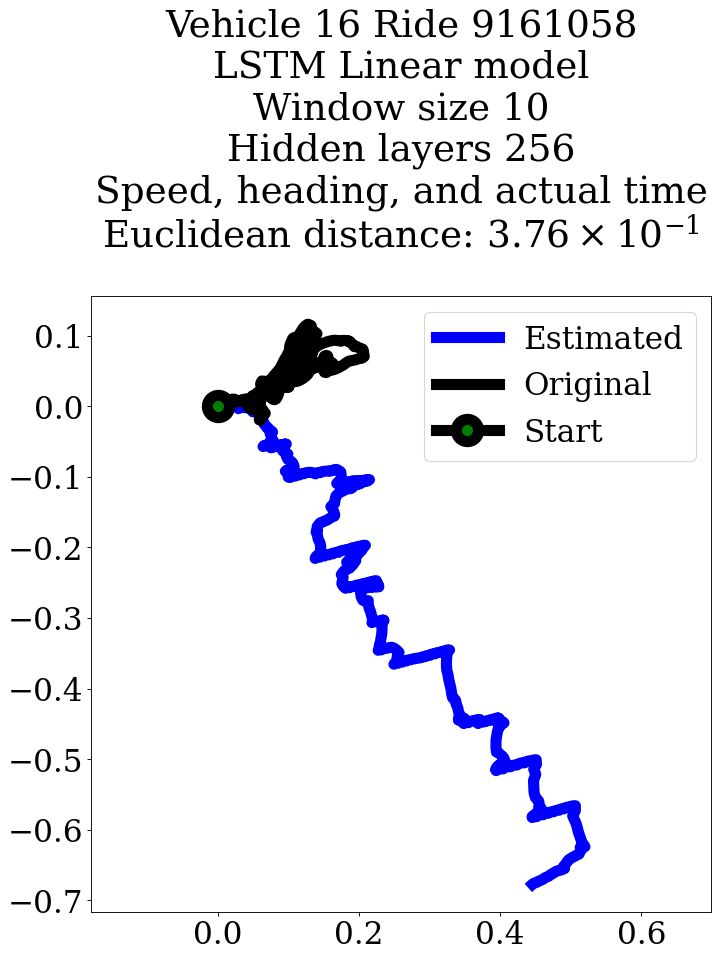 Vehicle 16 Ride 9161058
LSTM Linear model
Window size 10
Hidden layers 256
Speed, heading, and actual time
Euclidean distance: 3.76 × 10⁻¹
Estimated
Original
Start
0.1
0.0
−0.1
−0.2
−0.3
−0.4
−0.5
−0.6
−0.7
0.0 0.2 0.4 0.6